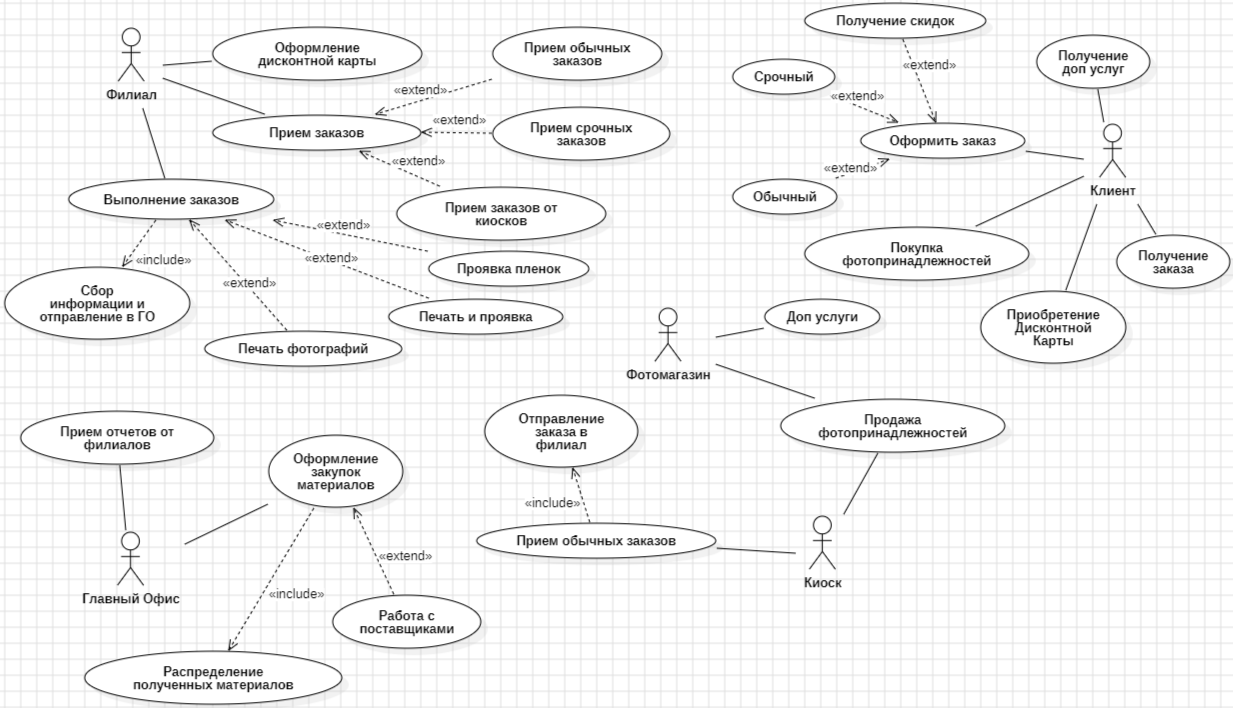 Филиал
Оформление
дисконтной карты
Прием обычных
заказов
«extend»
Прием заказов
«extend»
Прием срочных
заказов
«extend»
Прием заказов от
киосков
Выполнение заказов
«extend»
Проявка пленок
«include»
«extend»
Печать и проявка
«extend»
Сбор
информации и
отправление в ГО
Печать фотографий
Получение скидок
«extend»
Срочный
«extend»
Оформить заказ
«extend»
Обычный
Получение
доп услуг
Клиент
Покупка
фотопринадлежностей
Получение
заказа
Приобретение
Дисконтной
Карты
Доп услуги
Фотомагазин
Продажа
фотопринадлежностей
Отправление
заказа в
филиал
«include»
Прием обычных заказов
Киоск
Прием отчетов от
филиалов
Оформление
закупок
материалов
Главный Офис
«extend»
«include»
Работа с
поставщиками
Распределение
полученных материалов